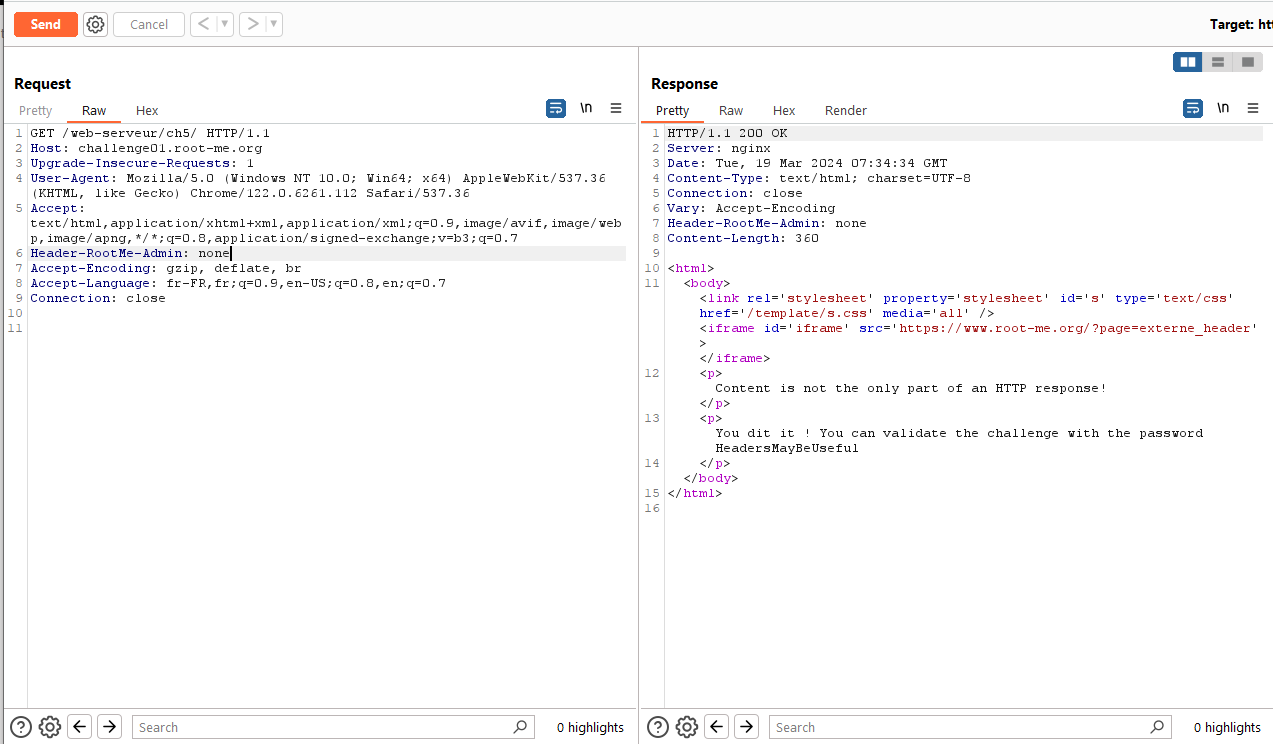 Send
Cancel
<
>
Target: htt
Request
Pretty Raw Hex
\n
1 GET /web-serveur/ch5/ HTTP/1.1
2 Host: challenge01.root-me.org
3 Upgrade-Insecure-Requests: 1
4 User-Agent: Mozilla/5.0 (Windows NT 10.0; Win64; x64) AppleWebKit/537.36
(KHTML, like Gecko) Chrome/122.0.6261.112 Safari/537.36
5 Accept:
text/html,application/xhtml+xml,application/xml;q=0.9,image/avif,image/web
p,image/apng,*/*;q=0.8,application/signed-exchange;v=b3;q=0.7
6 Header-RootMe-Admin: none
7 Accept-Encoding: gzip, deflate, br
8 Accept-Language: fr-FR,fr;q=0.9,en-US;q=0.8,en;q=0.7
9 Connection: close
10
11
Search
0 highlights
Response
Pretty Raw Hex Render
\n
1 HTTP/1.1 200 OK
2 Server: nginx
3 Date: Tue, 19 Mar 2024 07:34:34 GMT
4 Content-Type: text/html; charset=UTF-8
5 Connection: close
6 Vary: Accept-Encoding
7 Header-RootMe-Admin: none
8 Content-Length: 360
9
10 <html>
11 <body>
<link rel='stylesheet' property='stylesheet' id='s' type='text/css'
href='/template/s.css' media='all' />
<iframe id='iframe' src='https://www.root-me.org/?page=externe_header'
>
</iframe>
12 <p>
Content is not the only part of an HTTP response!
</p>
13 <p>
You dit it ! You can validate the challenge with the password
HeadersMayBeUseful
14 </p>
</body>
15 </html>
16
Search
0 highlights